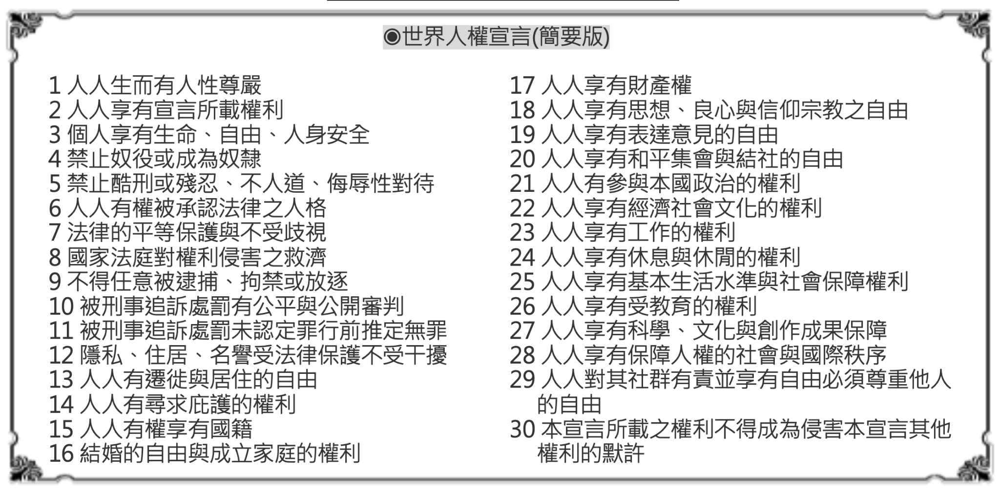 ◉世界人權宣言(簡要版)
1 人人生而有人性尊嚴
2 人人享有宣言所載權利
3 個人享有生命、自由、人身安全
4 禁止奴役或成為奴隸
5 禁止酷刑或殘忍、不人道、侮辱性對待
6 人人有權被承認法律之人格
7 法律的平等保護與不受歧視
8 國家法庭對權利侵害之救濟
9 不得任意被逮捕、拘禁或放逐
10 被刑事追訴處罰有公平與公開審判
11 被刑事追訴處罰未認定罪行前推定無罪
12 隱私、住居、名譽受法律保護不受干擾
13 人人有遷徙與居住的自由
14 人人有尋求庇護的權利
15 人人有權享有國籍
16 結婚的自由與成立家庭的權利
17 人人享有財產權
18 人人享有思想、良心與信仰宗教之自由
19 人人享有表達意見的自由
20 人人享有和平集會與結社的自由
21 人人有參與本國政治的權利
22 人人享有經濟社會文化的權利
23 人人享有工作的權利
24 人人享有休息與休閒的權利
25 人人享有基本生活水準與社會保障權利
26 人人享有受教育的權利
27 人人享有科學、文化與創作成果保障
28 人人享有保障人權的社會與國際秩序
29 人人對其社群有責並享有自由必須尊重他人
的自由
30 本宣言所載之權利不得成為侵害本宣言其他
權利的默許